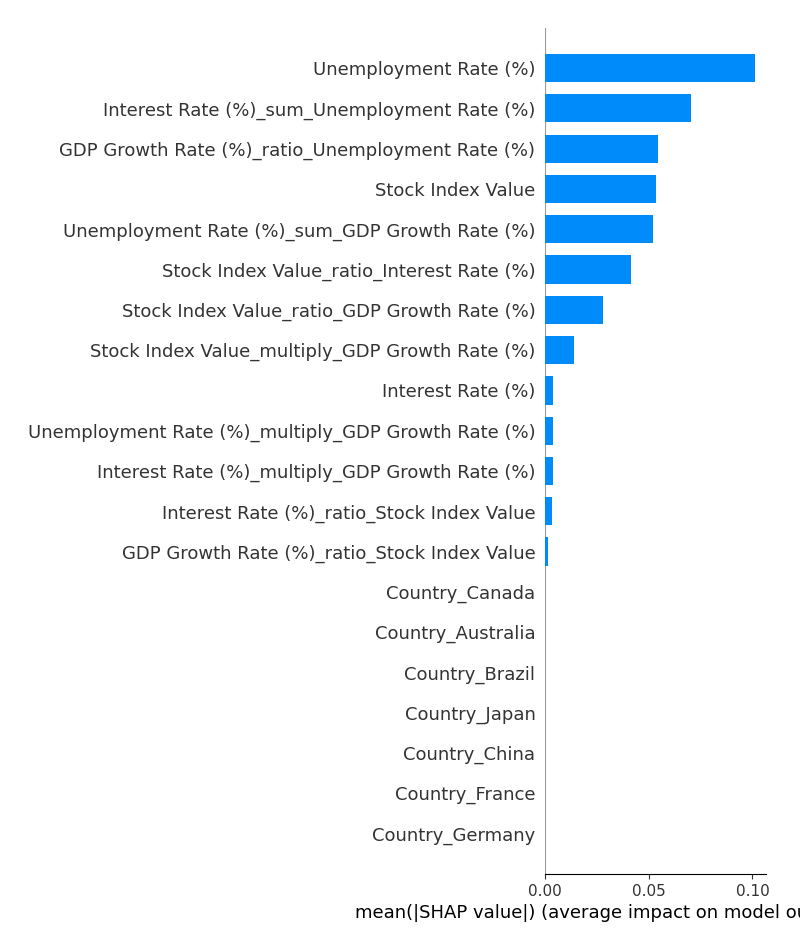 Unemployment Rate (%)
Interest Rate (%)_sum_Unemployment Rate (%)
GDP Growth Rate (%)_ratio_Unemployment Rate (%)
Stock Index Value
Unemployment Rate (%)_sum_GDP Growth Rate (%)
Stock Index Value_ratio_Interest Rate (%)
Stock Index Value_ratio_GDP Growth Rate (%)
Stock Index Value_multiply_GDP Growth Rate (%)
Interest Rate (%)
Unemployment Rate (%)_multiply_GDP Growth Rate (%)
Interest Rate (%)_multiply_GDP Growth Rate (%)
Interest Rate (%)_ratio_Stock Index Value
GDP Growth Rate (%)_ratio_Stock Index Value
Country_Canada
Country_Australia
Country_Brazil
Country_Japan
Country_China
Country_France
Country_Germany
0.00 0.05 0.10
mean(|SHAP value|) (average impact on model